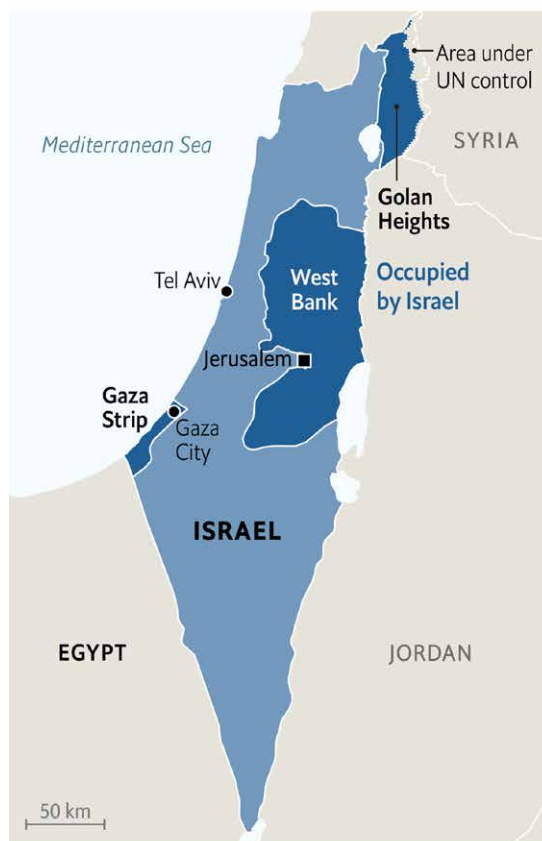 Area under
UN control
Mediterranean Sea
SYRIA
Golan
Heights
West
Bank
Occupied
by Israel
Tel Aviv
Jerusalem
Gaza
Strip
Gaza
City
ISRAEL
EGYPT
JORDAN
50 km